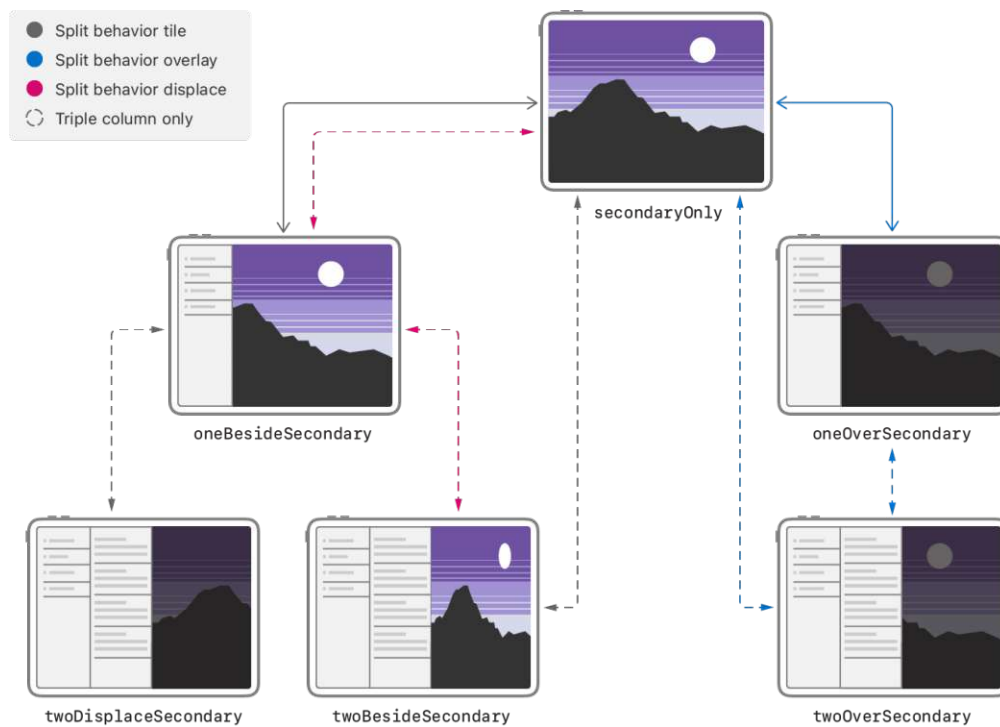 Split behavior tile
Split behavior overlay
Split behavior displace
Triple column only
secondaryOnly
oneBesideSecondary
oneOverSecondary
twoDisplaceSecondary
twoBesideSecondary
twoOverSecondary